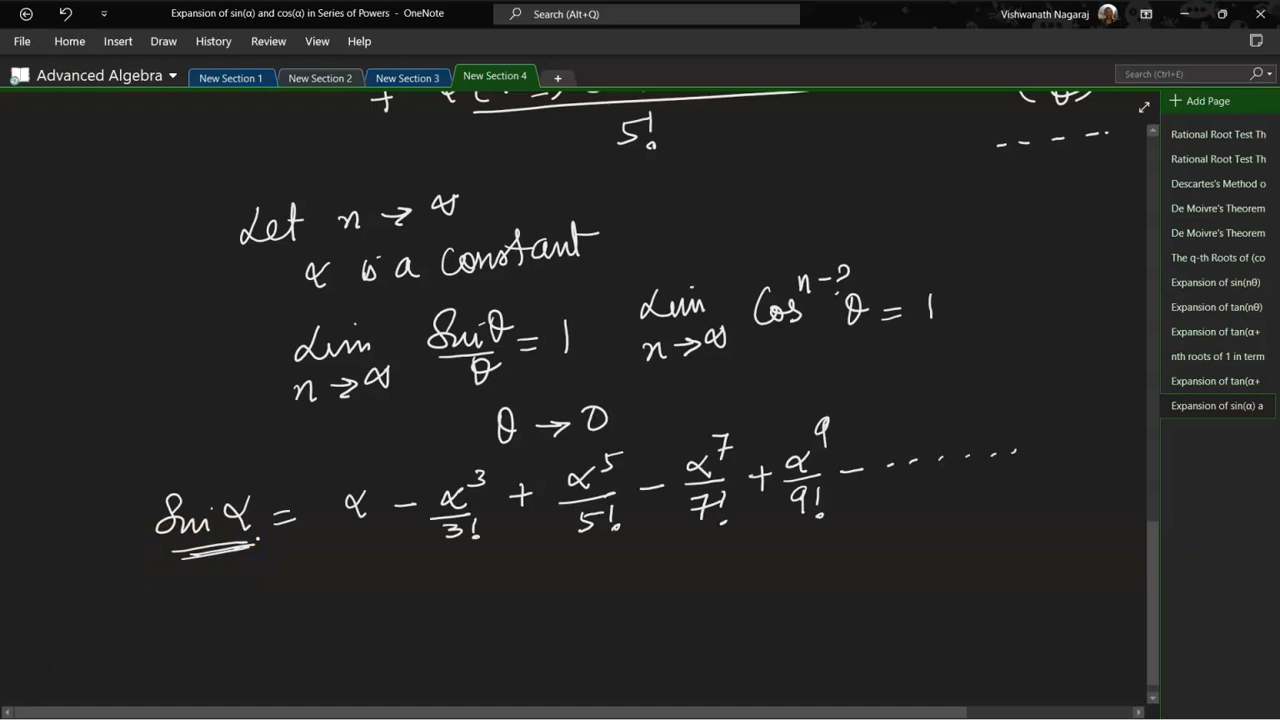 Expansion of sin(α) and cos(α) in Series of Powers - OneNote
Search (Alt+Q)
Vishwanath Nagaraj
File Home Insert Draw History Review View Help
Advanced Algebra
New Section 1 New Section 2 New Section 3 New Section 4 +
Search (Ctrl+E)
+ Add Page
Rational Root Test Th
Rational Root Test Th
Descartes's Method o
De Moivre's Theorem
De Moivre's Theorem
The q-th Roots of (co
Expansion of sin(nθ)
Expansion of tan(nθ)
Expansion of tan(α+
nth roots of 1 in term
Expansion of tan(α+
Expansion of sin(α) a
+
5!
- - - -
Let n → ∞
α is a constant
Lim n→∞ Sinθ/θ = 1 Lim n→∞ Cos^n-2 θ = 1
θ → 0
Sin α = α - α^3/3! + α^5/5! - α^7/7! + α^9/9! - .......